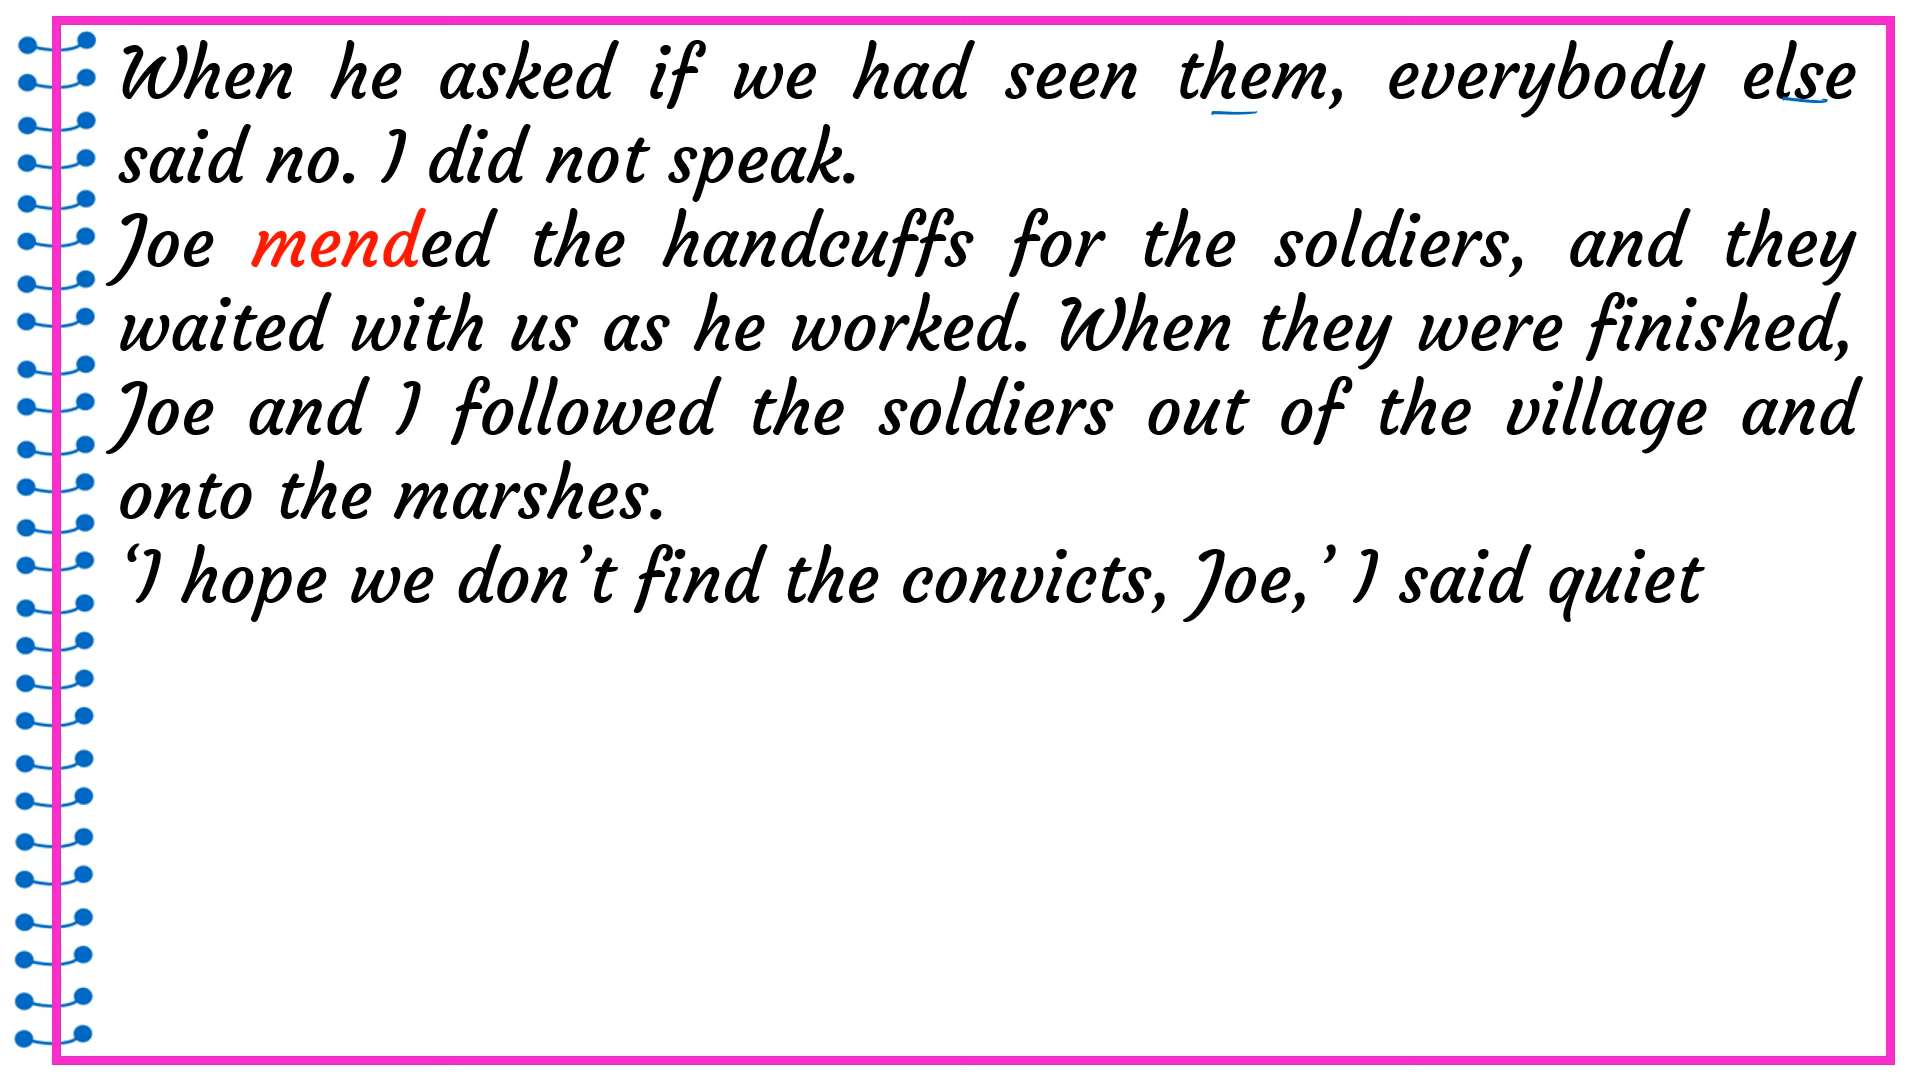 When he asked if we had seen them, everybody else
said no. I did not speak.
Joe mended the handcuffs for the soldiers, and they
waited with us as he worked. When they were finished,
Joe and I followed the soldiers out of the village and
onto the marshes.
‘I hope we don’t find the convicts, Joe,’ I said quiet